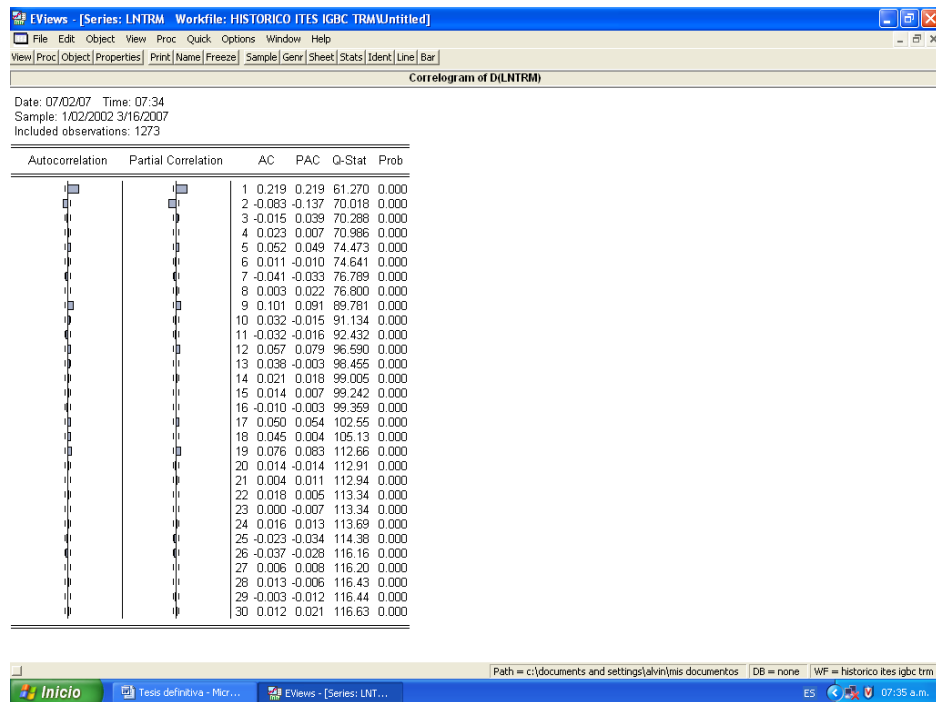 EViews - [Series: LNTRM Workfile: HISTORICO ITES IGBC TRM\Untitled]
File Edit Object View Proc Quick Options Window Help
View Proc Object Properties Print Name Freeze Sample Genr Sheet Stats Ident Line Bar
Correlogram of D(LNTRM)
Date: 07/02/07 Time: 07:34
Sample: 1/02/2002 3/16/2007
Included observations: 1273
Autocorrelation Partial Correlation AC PAC Q-Stat Prob
1 0.219 0.219 61.270 0.000
2 -0.083 -0.137 70.018 0.000
3 -0.015 0.039 70.288 0.000
4 0.023 0.007 70.986 0.000
5 0.052 0.049 74.473 0.000
6 0.011 -0.010 74.641 0.000
7 -0.041 -0.033 76.789 0.000
8 0.003 0.022 76.800 0.000
9 0.101 0.091 89.781 0.000
10 0.032 -0.015 91.134 0.000
11 -0.032 -0.016 92.432 0.000
12 0.057 0.079 96.590 0.000
13 0.038 -0.003 98.455 0.000
14 0.021 0.018 99.005 0.000
15 0.014 0.007 99.242 0.000
16 -0.010 -0.003 99.359 0.000
17 0.050 0.054 102.55 0.000
18 0.045 0.004 105.13 0.000
19 0.076 0.083 112.66 0.000
20 0.014 -0.014 112.91 0.000
21 0.004 0.011 112.94 0.000
22 0.018 0.005 113.34 0.000
23 0.000 -0.007 113.34 0.000
24 0.016 0.013 113.69 0.000
25 -0.023 -0.034 114.38 0.000
26 -0.037 -0.028 116.16 0.000
27 0.006 0.008 116.20 0.000
28 0.013 -0.006 116.43 0.000
29 -0.003 -0.012 116.44 0.000
30 0.012 0.021 116.63 0.000
Path = c:\documents and settings\alvin\mis documentos DB = none WF = historico ites igbc trm
Inicio Tesis definitiva - Micr... EViews - [Series: LNT... ES 07:35 a.m.